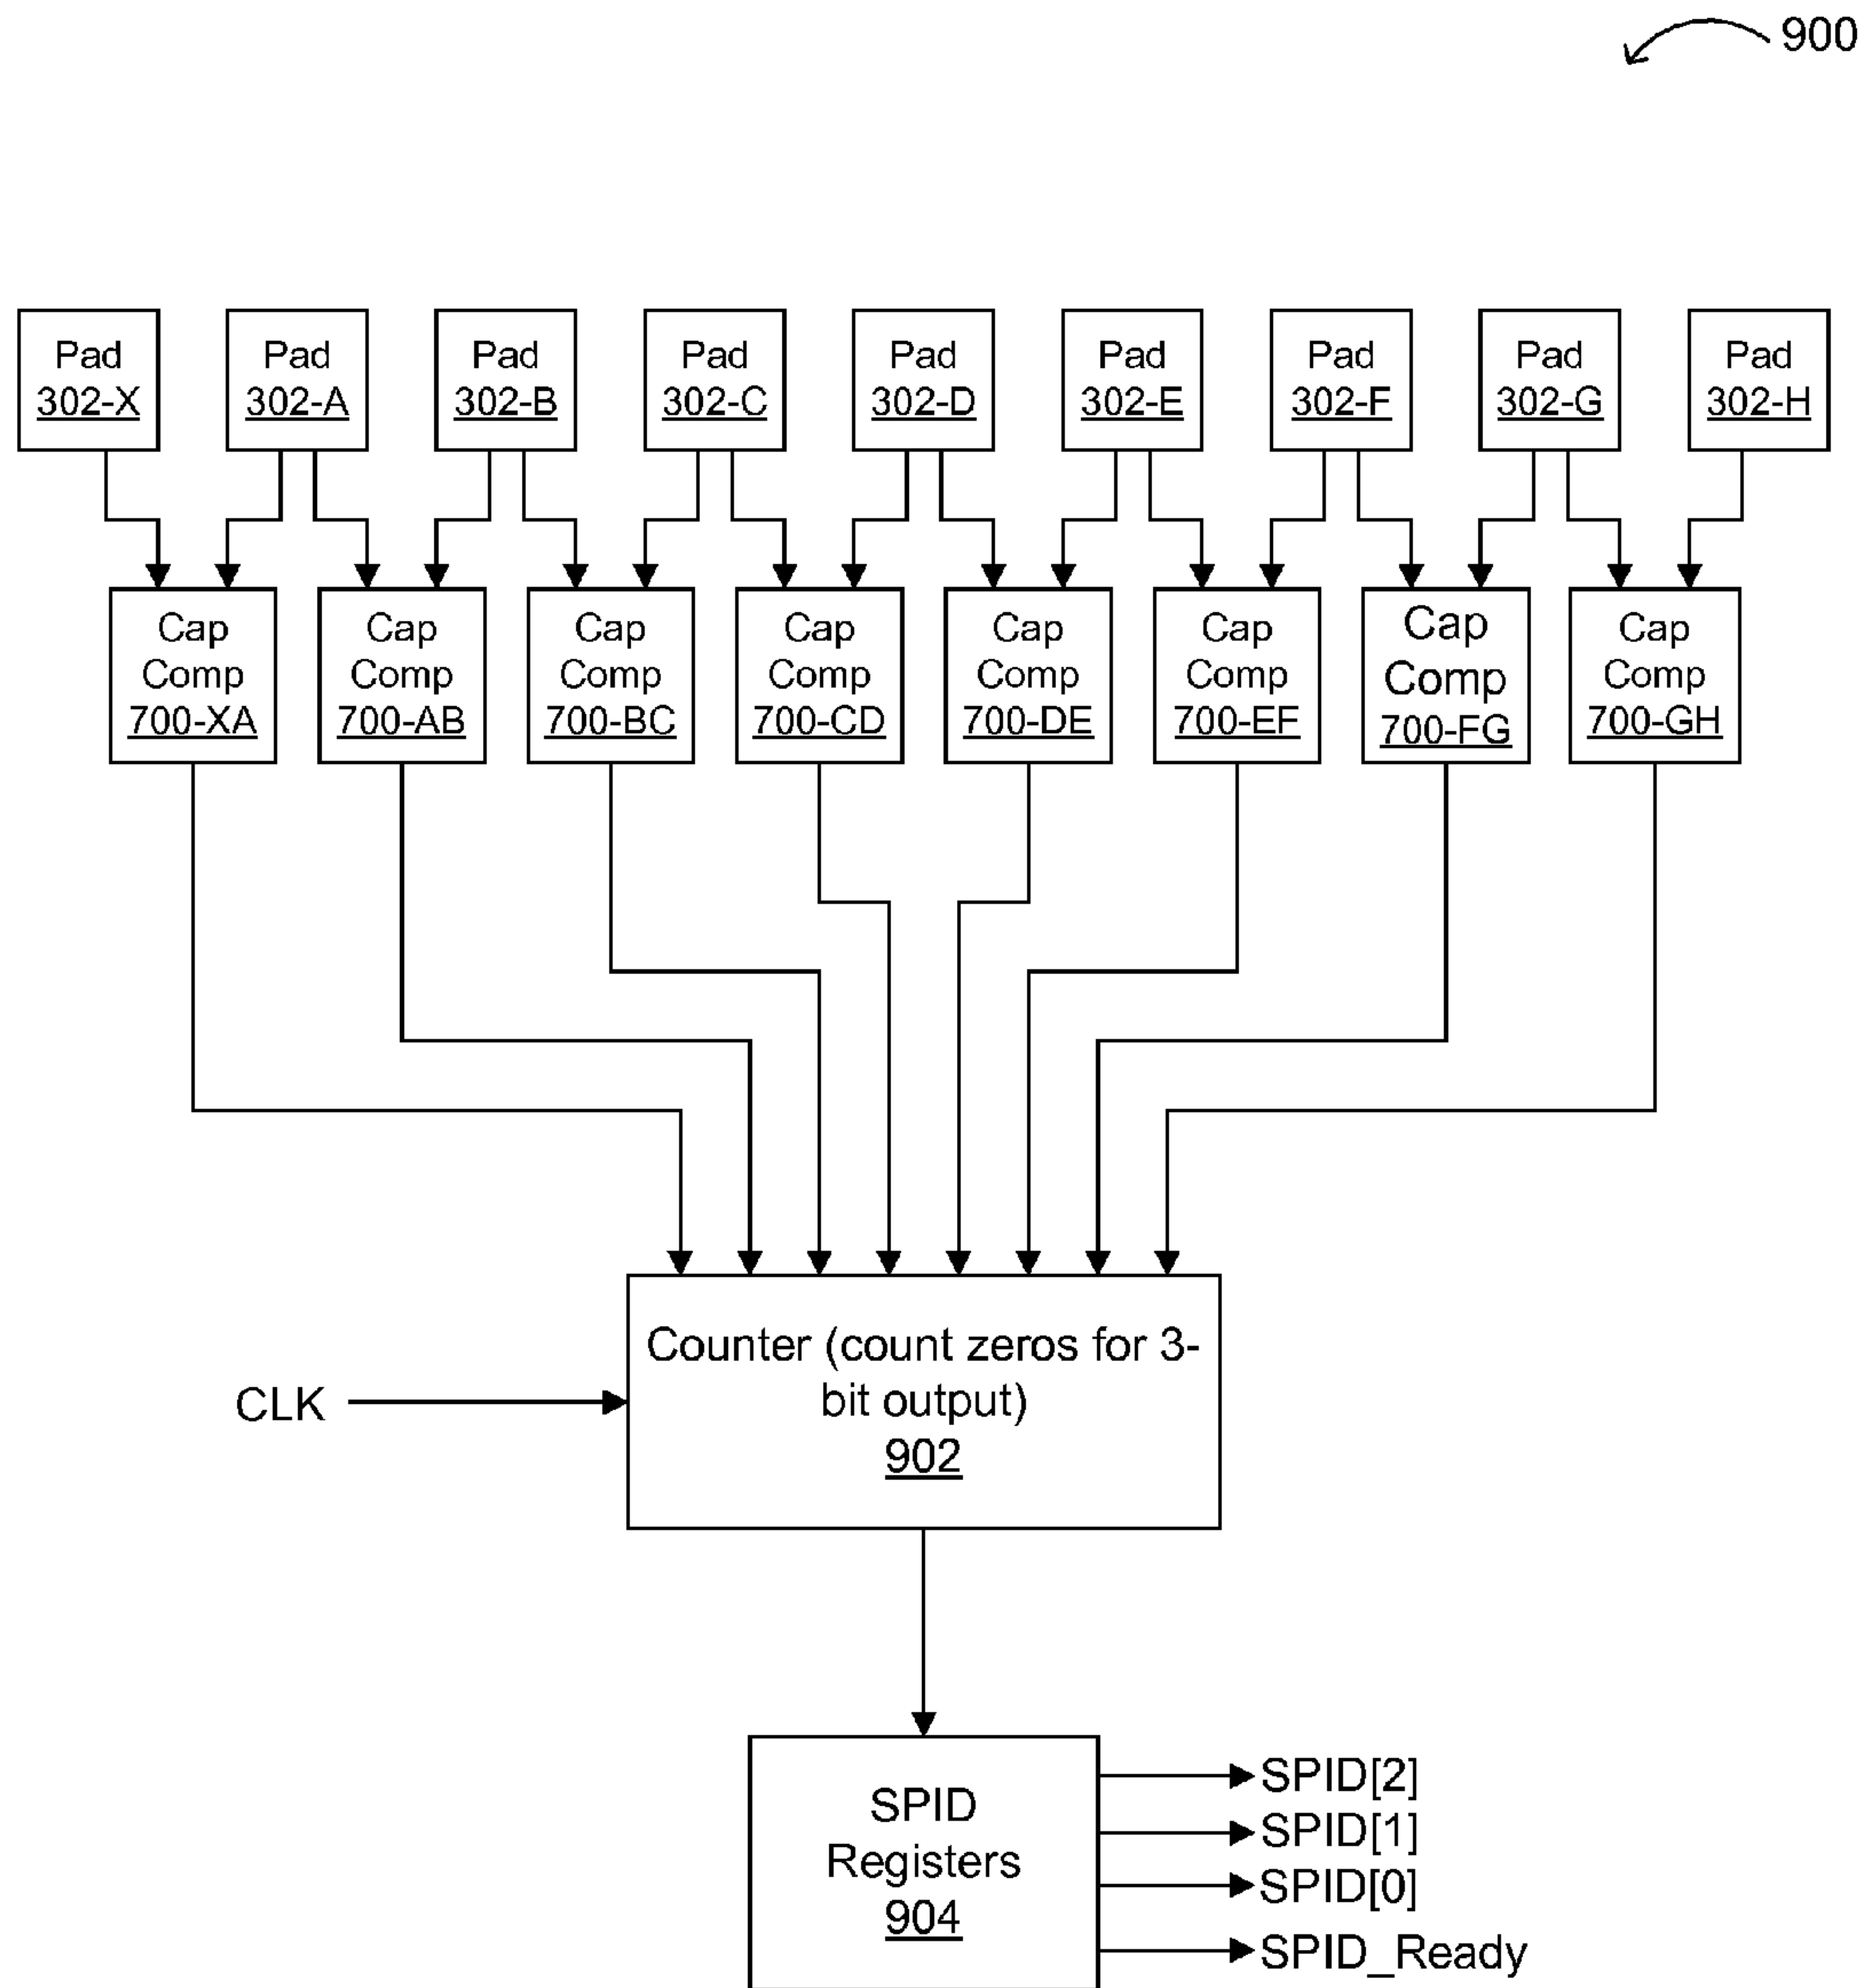 900
Pad
302-X
Pad
302-A
Pad
302-B
Pad
302-C
Pad
302-D
Pad
302-E
Pad
302-F
Pad
302-G
Pad
302-H
Cap
Comp
700-XA
Cap
Comp
700-AB
Cap
Comp
700-BC
Cap
Comp
700-CD
Cap
Comp
700-DE
Cap
Comp
700-EF
Cap
Comp
700-FG
Cap
Comp
700-GH
CLK
Counter (count zeros for 3-
bit output)
902
SPID
Registers
904
SPID[2]
SPID[1]
SPID[0]
SPID_Ready